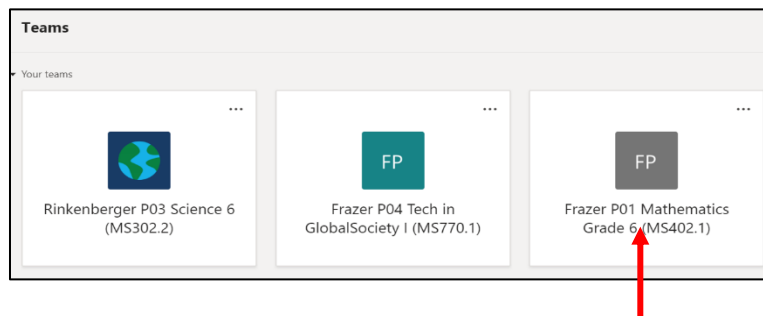 Teams
Your teams
... ... ...
FP FP
Rinkenberger P03 Science 6
(MS302.2)
Frazer P04 Tech in
GlobalSociety I (MS770.1)
Frazer P01 Mathematics
Grade 6 (MS402.1)